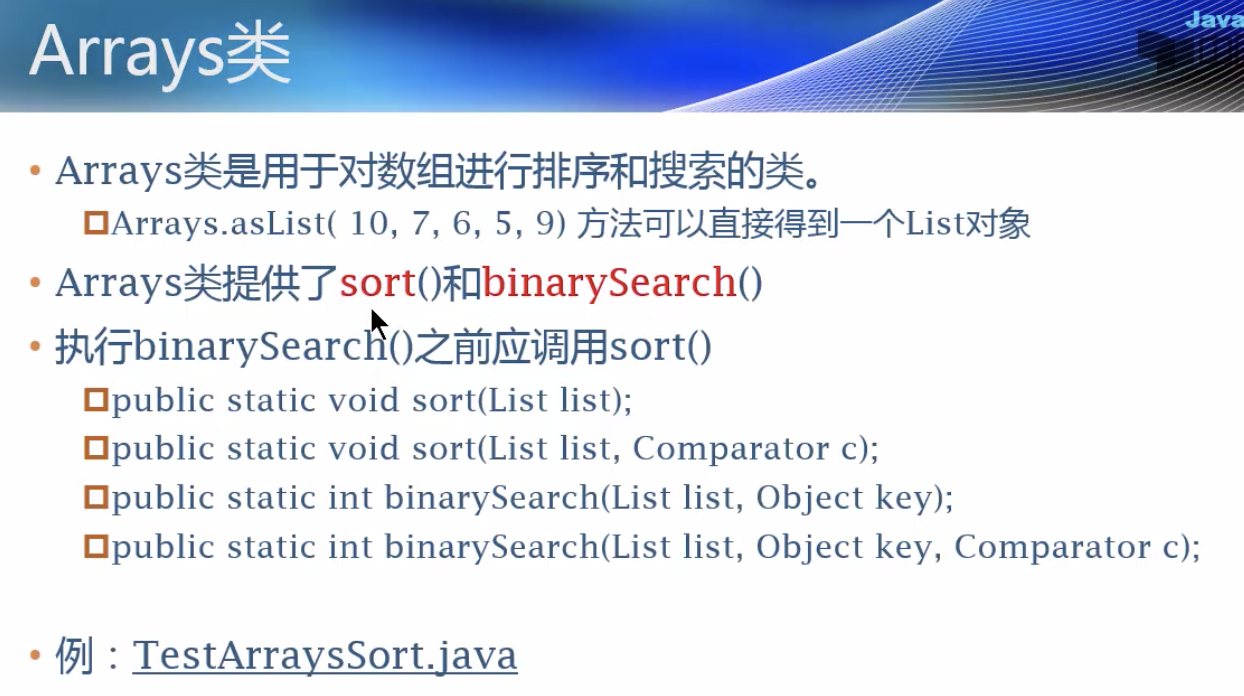 Java
Arrays类
• Arrays类是用于对数组进行排序和搜索的类。
Arrays.asList( 10, 7, 6, 5, 9) 方法可以直接得到一个List对象
• Arrays类提供了sort()和binarySearch()
• 执行binarySearch()之前应调用sort()
public static void sort(List list);
public static void sort(List list, Comparator c);
public static int binarySearch(List list, Object key);
public static int binarySearch(List list, Object key, Comparator c);
• 例：TestArraysSort.java